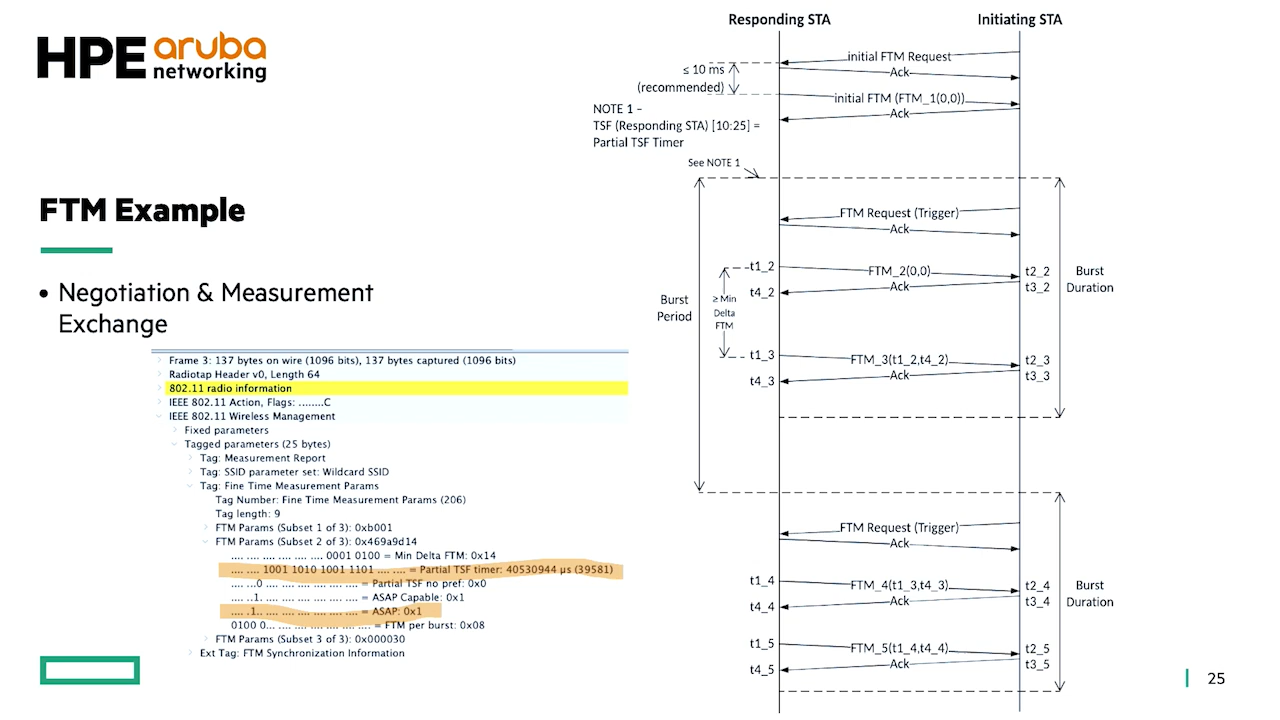 HPE aruba
networking
FTM Example
• Negotiation & Measurement
Exchange
Frame 3: 137 bytes on wire (1096 bits), 137 bytes captured (1096 bits)
Radiotap Header v0, Length 64
802.11 radio information
IEEE 802.11 Action, Flags: ........C
IEEE 802.11 Wireless Management
Fixed parameters
Tagged parameters (25 bytes)
Tag: Measurement Report
Tag: SSID parameter set: Wildcard SSID
Tag: Fine Time Measurement Params
Tag Number: Fine Time Measurement Params (206)
Tag length: 9
FTM Params (Subset 1 of 3): 0xb001
FTM Params (Subset 2 of 3): 0x469a9d14
.... .... .... .... .... .... 0001 0100 = Min Delta FTM: 0x14
.... .... 1001 1010 1001 1101 .... .... = Partial TSF timer: 40530944 µs (39581)
.... ...0 .... .... .... .... .... .... = Partial TSF no pref: 0x0
.... ..1. .... .... .... .... .... .... = ASAP Capable: 0x1
.... .1.. .... .... .... .... .... .... = ASAP: 0x1
0100 0... .... .... .... .... .... .... = FTM per burst: 0x08
FTM Params (Subset 3 of 3): 0x000030
Ext Tag: FTM Synchronization Information
Responding STA
Initiating STA
initial FTM Request
Ack
≤ 10 ms
(recommended)
initial FTM (FTM_1(0,0))
Ack
NOTE 1 –
TSF (Responding STA) [10:25] =
Partial TSF Timer
See NOTE 1
FTM Request (Trigger)
Ack
t1_2
FTM_2(0,0)
t2_2
t4_2
Ack
t3_2
Burst
Duration
Burst
Period
≥ Min
Delta
FTM
t1_3
FTM_3(t1_2,t4_2)
t2_3
t4_3
Ack
t3_3
FTM Request (Trigger)
Ack
t1_4
FTM_4(t1_3,t4_3)
t2_4
t4_4
Ack
t3_4
Burst
Duration
t1_5
FTM_5(t1_4,t4_4)
t2_5
t4_5
Ack
t3_5
25